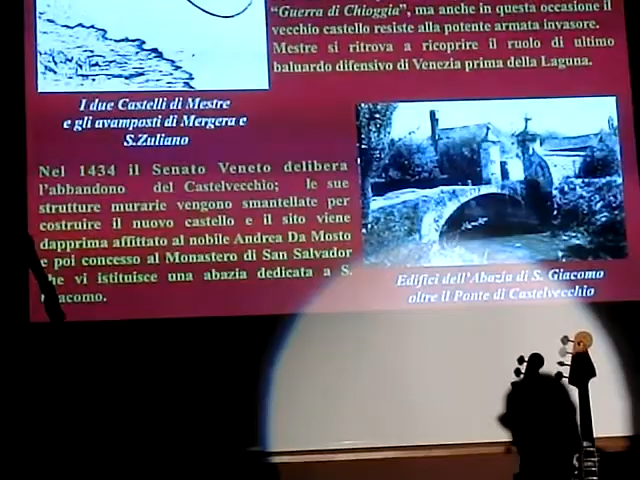 "Guerra di Chioggia", ma anche in questa occasione il
vecchio castello resiste alla potente armata invasore.
Mestre si ritrova a ricoprire il ruolo di ultimo
baluardo difensivo di Venezia prima della Laguna.
I due Castelli di Mestre
e gli avamposti di Mergera e
S.Zuliano
Nel 1434 il Senato Veneto delibera
l'abbandono del Castelvecchio; le sue
strutture murarie vengono smantellate per
costruire il nuovo castello e il sito viene
dapprima affittato al nobile Andrea Da Mosto
e poi concesso al Monastero di San Salvador
che vi istituisce una abazia dedicata a S.
Giacomo.
Edifici dell'Abazia di S. Giacomo
oltre il Ponte di Castelvecchio